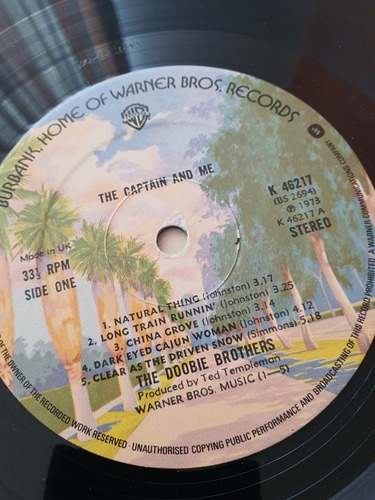 BURBANK, HOME OF WARNER BROS. RECORDS
A WARNER COMMUNICATIONS COMPANY
W
THE CAPTAIN AND ME
K 46217
(BS 2694)
℗ 1973
K 46217 A
STEREO
Made in UK
33⅓ RPM
SIDE ONE
1. NATURAL THING (Johnston) 3.17
2. LONG TRAIN RUNNIN' (Johnston) 3.25
3. CHINA GROVE (Johnston) 3.14
4. DARK EYED CAJUN WOMAN (Johnston) 4.12
5. CLEAR AS THE DRIVEN SNOW (Simmons) 5.18
THE DOOBIE BROTHERS
Produced by Ted Templeman
WARNER BROS. MUSIC (1—5)
OF THE OWNER OF THE RECORDED WORK RESERVED · UNAUTHORISED COPYING PUBLIC PERFORMANCE AND BROADCASTING OF THIS RECORD PROHIBITED